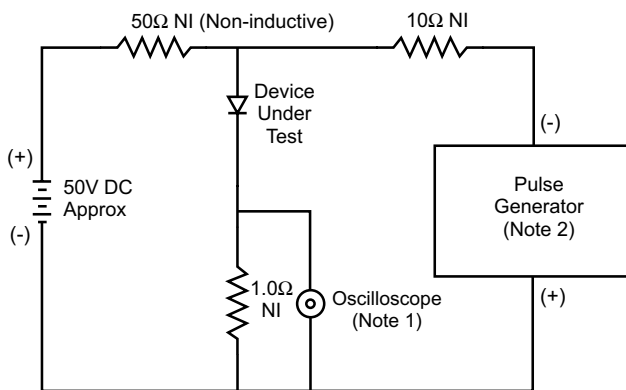 50Ω NI (Non-inductive)
10Ω NI
Device
Under
Test
(+)
50V DC
Approx
(-)
(-)
Pulse
Generator
(Note 2)
(+)
1.0Ω
NI
Oscilloscope
(Note 1)